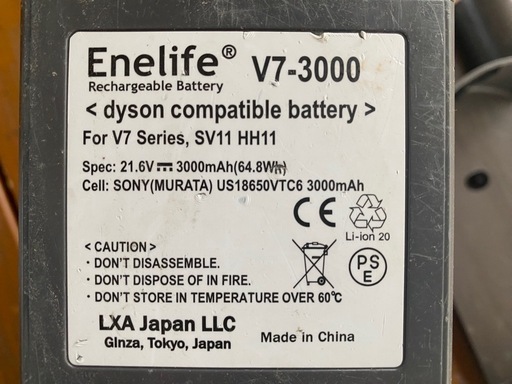 Enelife® V7-3000
Rechargeable Battery
< dyson compatible battery >
For V7 Series, SV11 HH11
Spec: 21.6V⎓3000mAh(64.8Wh)
Cell: SONY(MURATA) US18650VTC6 3000mAh
CE
Li-ion 20
PS
E
< CAUTION >
· DON'T DISASSEMBLE.
· DON'T DISPOSE OF IN FIRE.
· DON'T STORE IN TEMPERATURE OVER 60℃
LXA Japan LLC
Ginza, Tokyo, Japan
Made in China